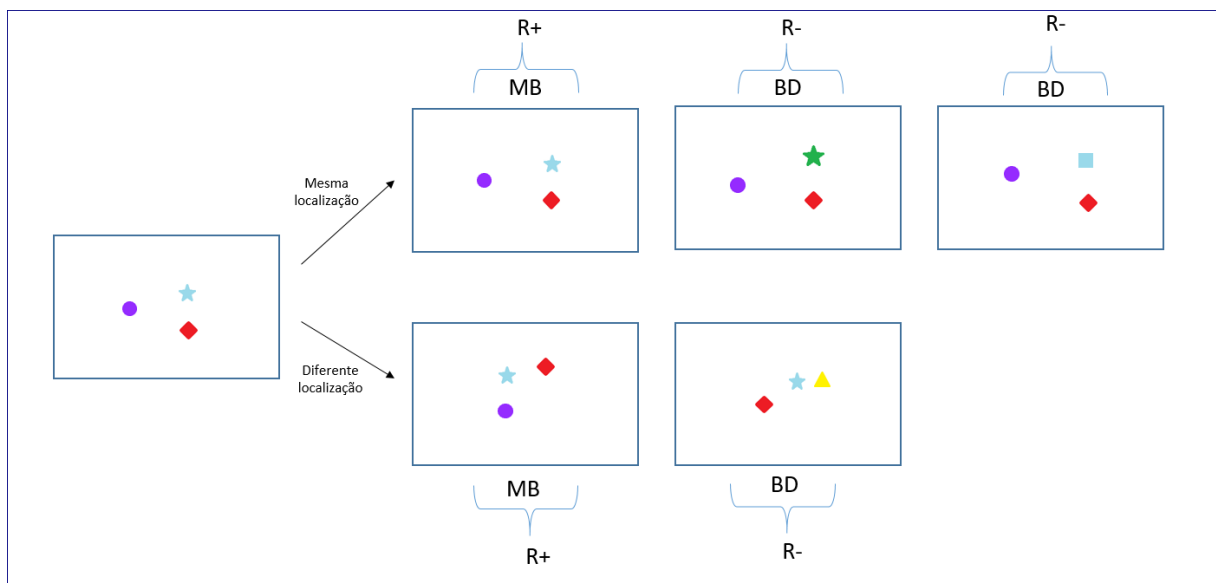 R+
R-
R-
MB
BD
BD
Mesma
localização
Diferente
localização
MB
BD
R+
R-